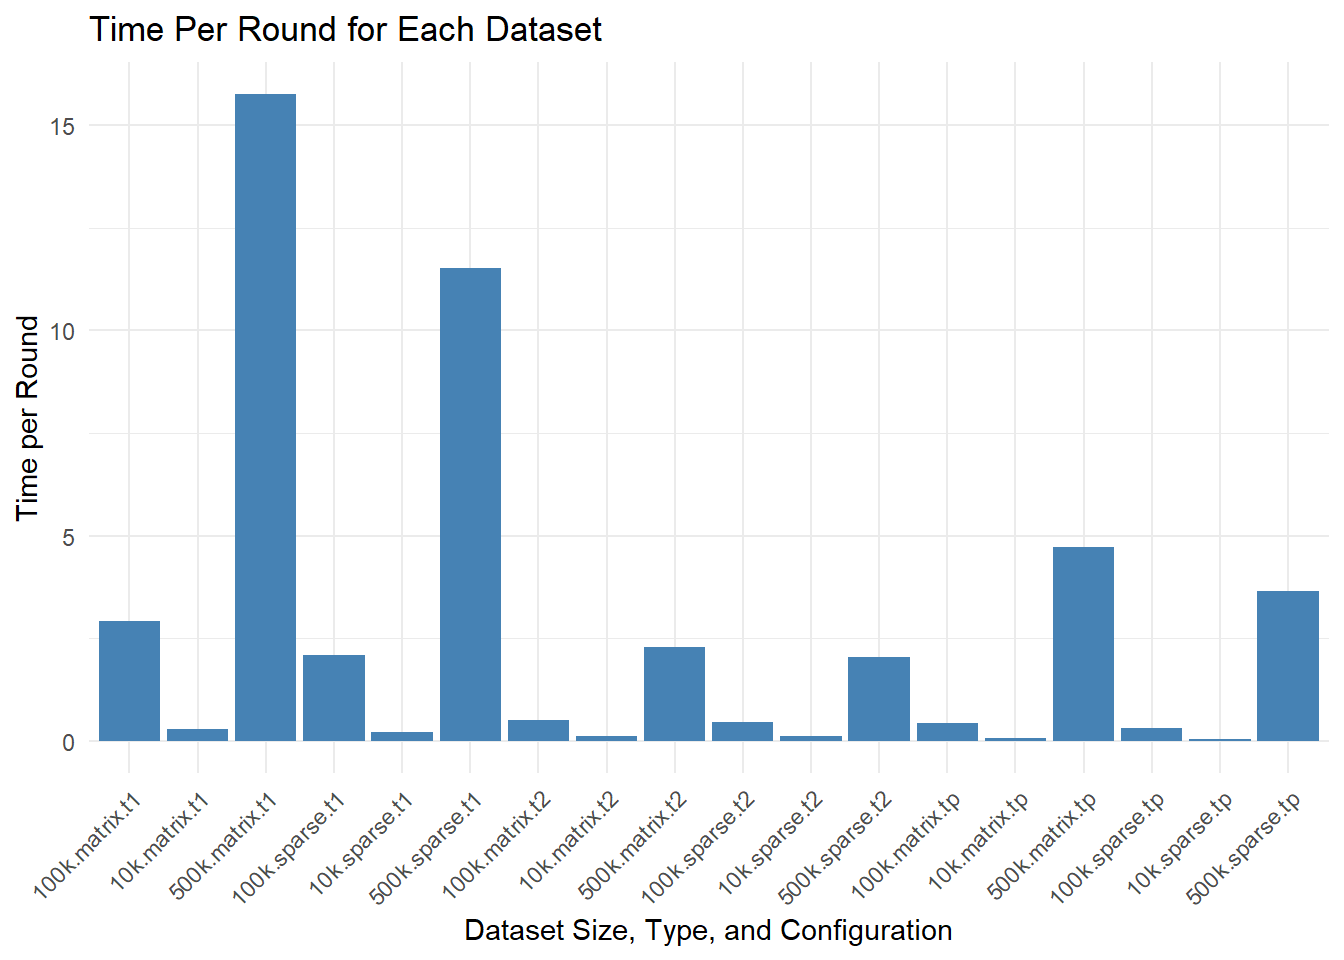 Time Per Round for Each Dataset
Time per Round
15
10
5
0
100k.matrix.t1
10k.matrix.t1
500k.matrix.t1
100k.sparse.t1
10k.sparse.t1
500k.sparse.t1
100k.matrix.t2
10k.matrix.t2
500k.matrix.t2
100k.sparse.t2
10k.sparse.t2
500k.sparse.t2
100k.matrix.tp
10k.matrix.tp
500k.matrix.tp
100k.sparse.tp
10k.sparse.tp
500k.sparse.tp
Dataset Size, Type, and Configuration